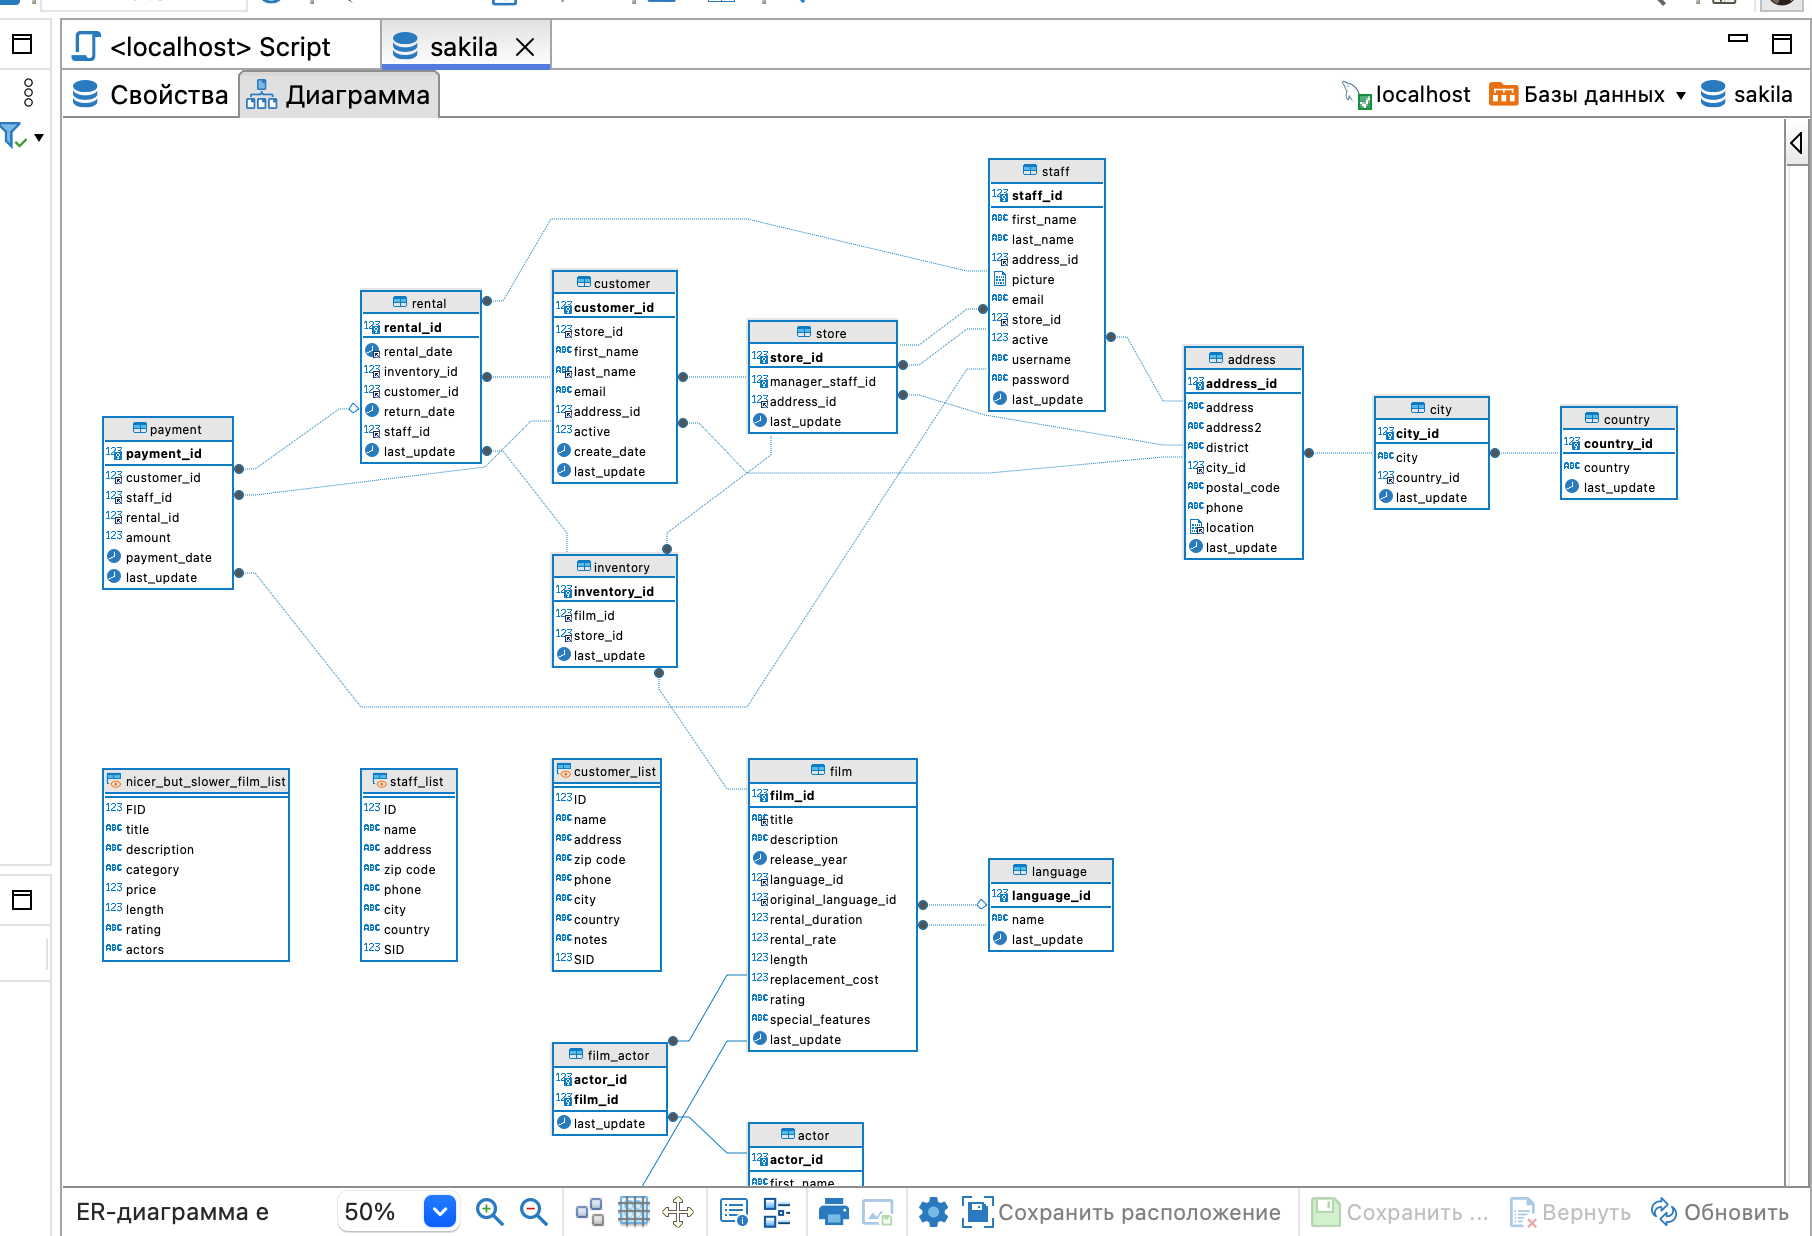 <localhost> Script
sakila
Свойства
Диаграмма
localhost
Базы данных
sakila
staff
staff_id
first_name
last_name
address_id
picture
email
store_id
active
username
password
last_update
rental
rental_id
rental_date
inventory_id
customer_id
return_date
staff_id
last_update
customer
customer_id
store_id
first_name
last_name
email
address_id
active
create_date
last_update
store
store_id
manager_staff_id
address_id
last_update
address
address_id
address
address2
district
city_id
postal_code
phone
location
last_update
city
city_id
city
country_id
last_update
country
country_id
country
last_update
payment
payment_id
customer_id
staff_id
rental_id
amount
payment_date
last_update
inventory
inventory_id
film_id
store_id
last_update
nicer_but_slower_film_list
FID
title
description
category
price
length
rating
actors
staff_list
ID
name
address
zip code
phone
city
country
SID
customer_list
ID
name
address
zip code
phone
city
country
notes
SID
film
film_id
title
description
release_year
language_id
original_language_id
rental_duration
rental_rate
length
replacement_cost
rating
special_features
last_update
language
language_id
name
last_update
film_actor
actor_id
film_id
last_update
actor
actor_id
first_name
ER-диаграмма e
50%
Сохранить расположение
Сохранить ...
Вернуть
Обновить